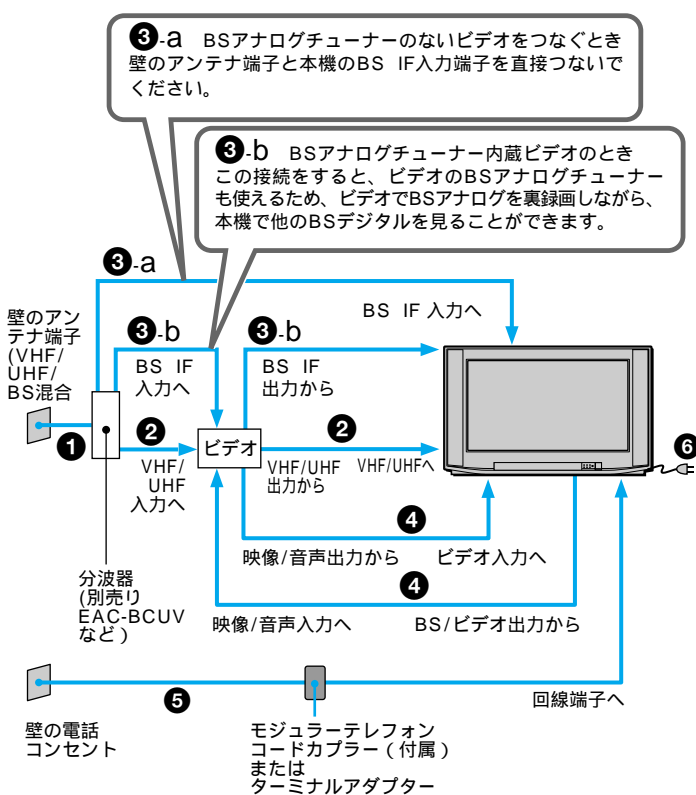 ❸-a BSアナログチューナーのないビデオをつなぐとき
壁のアンテナ端子と本機のBS IF入力端子を直接つないで
ください。
❸-b BSアナログチューナー内蔵ビデオのとき
この接続をすると、ビデオのBSアナログチューナー
も使えるため、ビデオでBSアナログを裏録画しながら、
本機で他のBSデジタルを見ることができます。
❸-a
壁のアン
テナ端子
(VHF/
UHF/
BS混合
❸-b
BS IF
入力へ
❸-b
BS IF
出力から
BS IF 入力へ
❶
❷
VHF/
UHF
入力へ
ビデオ
❷
VHF/UHF
出力から
VHF/UHFへ
❻
❹
映像/音声出力から
ビデオ入力へ
❹
映像/音声入力へ
BS/ビデオ出力から
分波器
(別売り
EAC-BCUV
など)
❺
回線端子へ
壁の電話
コンセント
モジュラーテレフォン
コードカプラー(付属)
または
ターミナルアダプター